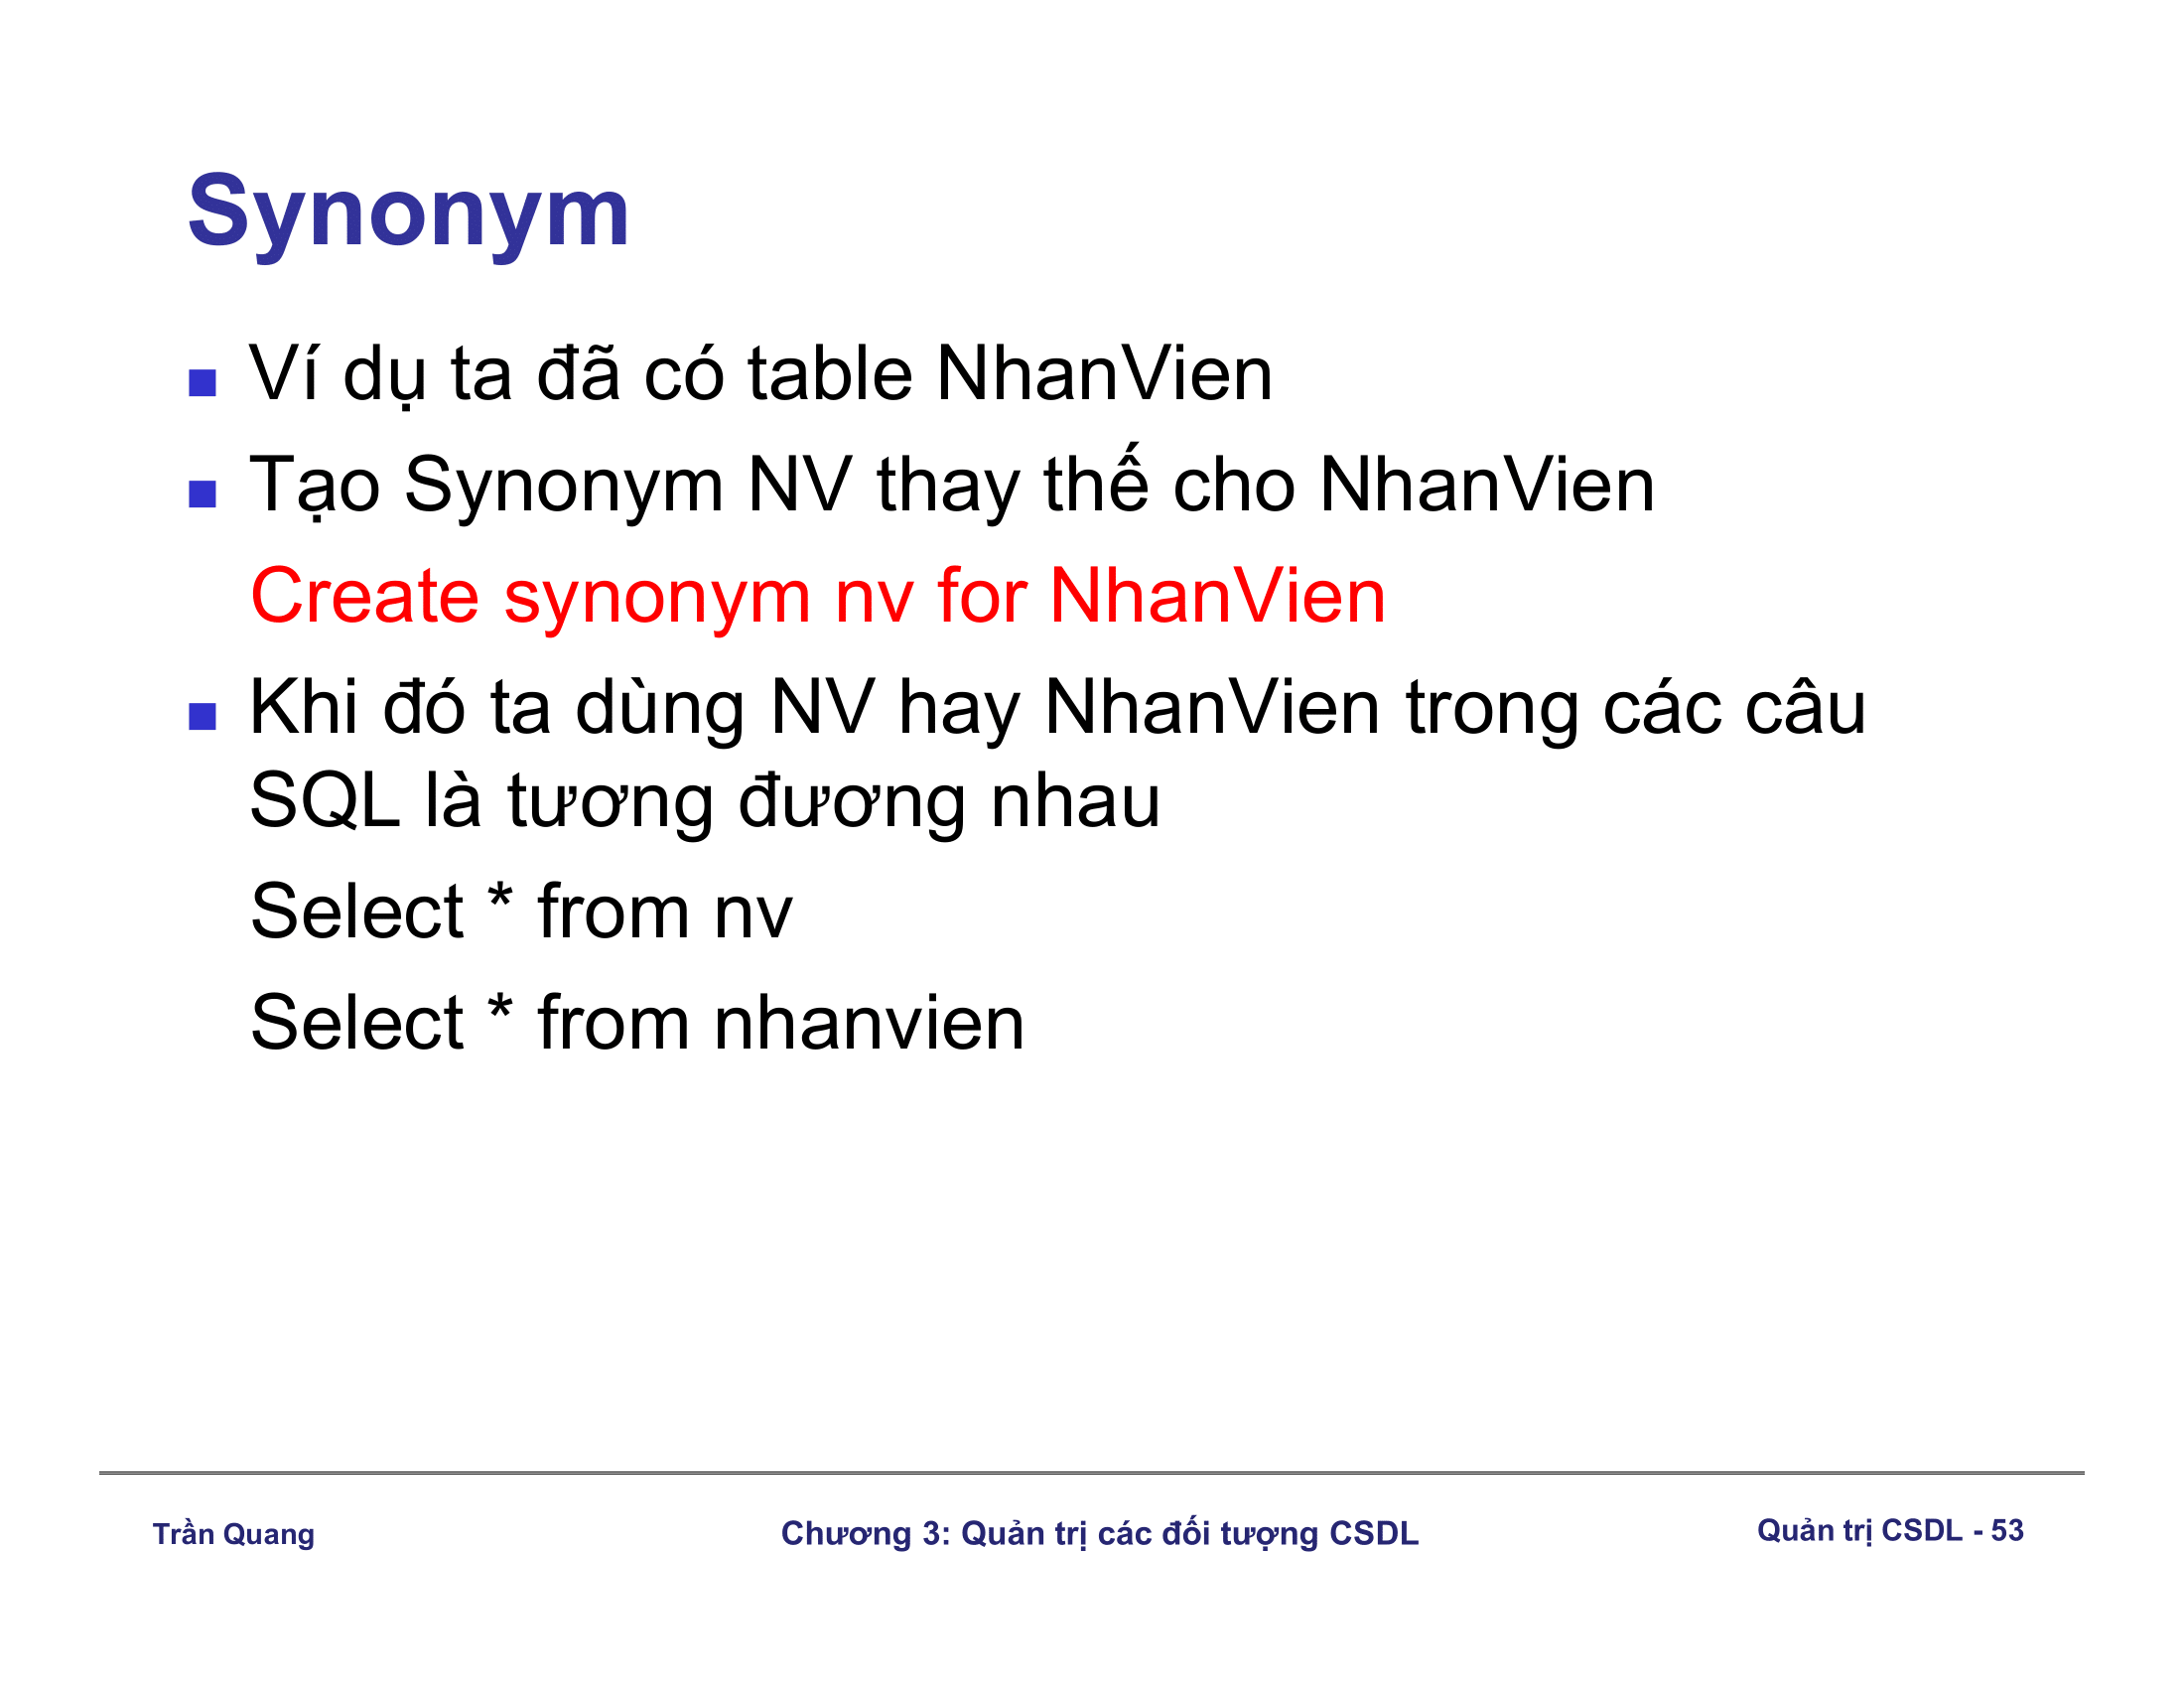 Synonym
Ví dụ ta đã có table NhanVien
Tạo Synonym NV thay thế cho NhanVien
Create synonym nv for NhanVien
Khi đó ta dùng NV hay NhanVien trong các câu
SQL là tương đương nhau
Select * from nv
Select * from nhanvien
Trần Quang
Chương 3: Quản trị các đối tượng CSDL
Quản trị CSDL - 53